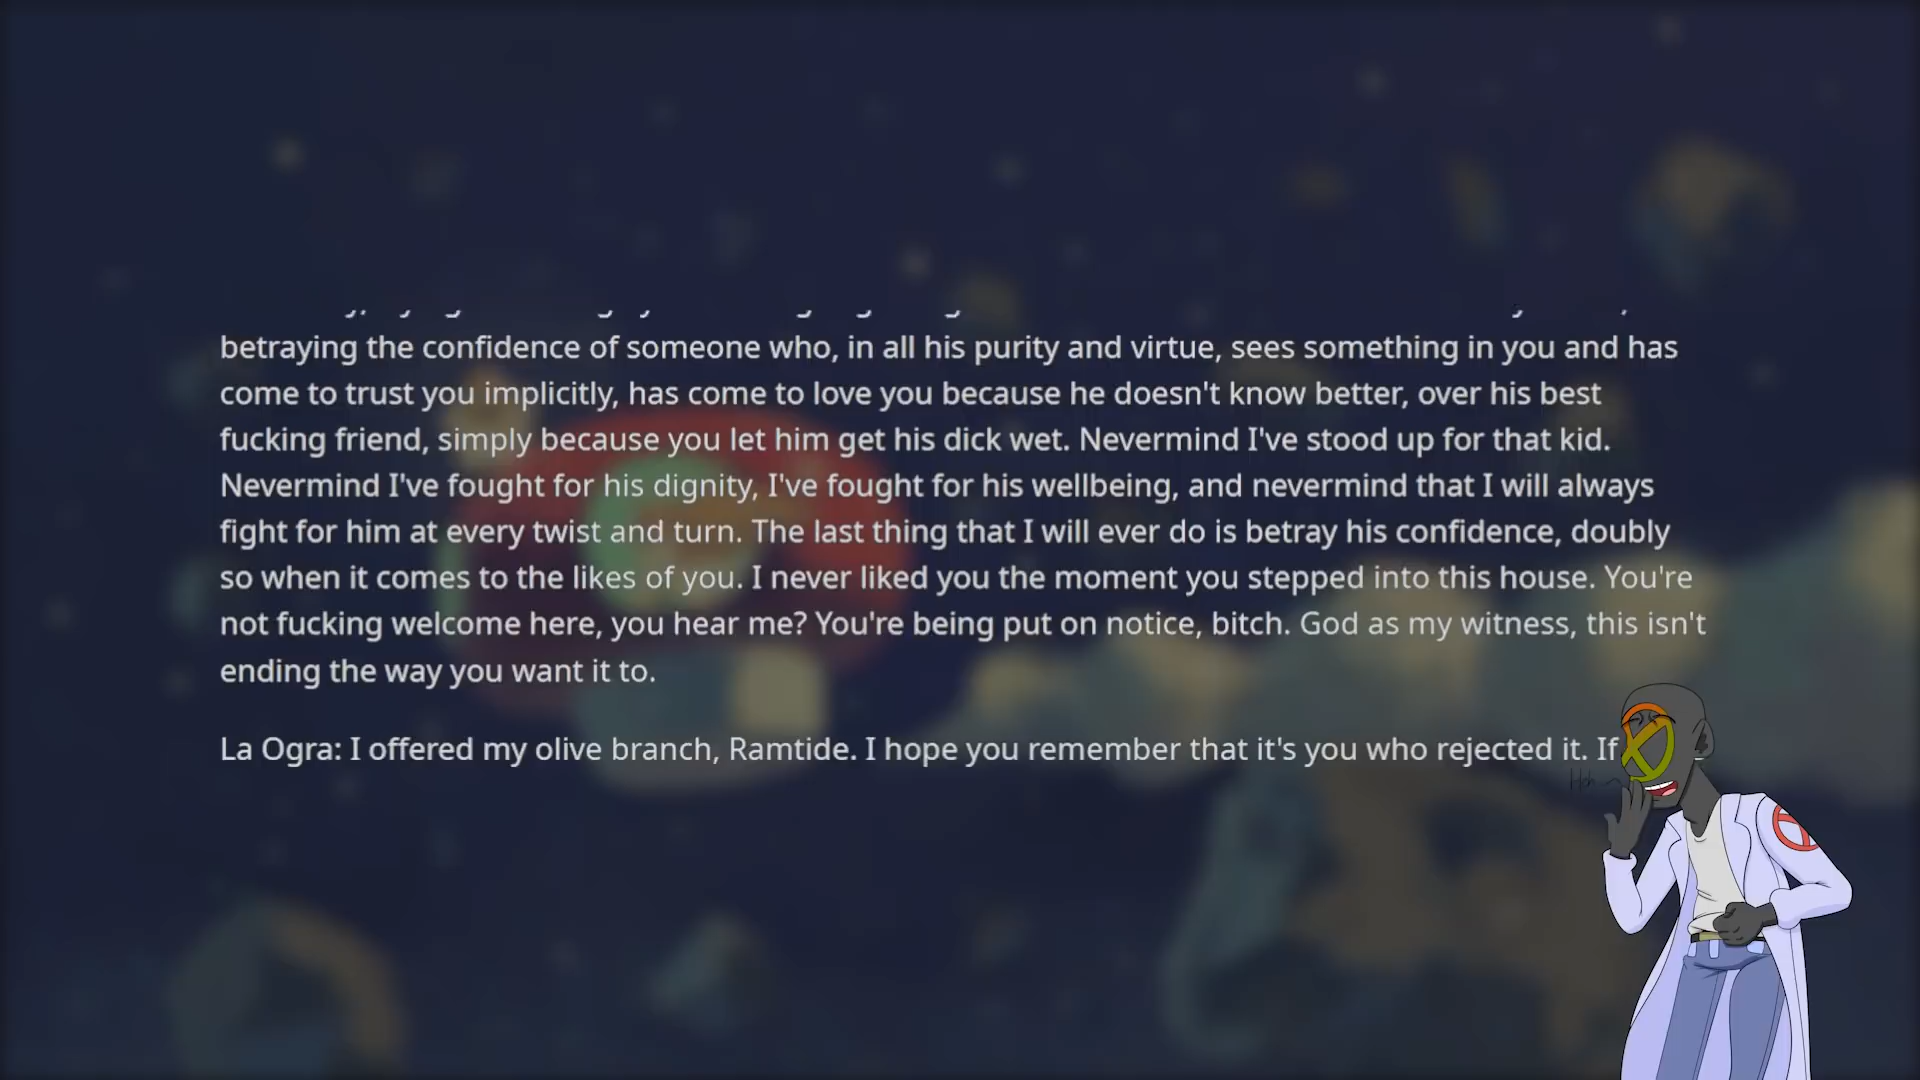 betraying the confidence of someone who, in all his purity and virtue, sees something in you and has
come to trust you implicitly, has come to love you because he doesn't know better, over his best
fucking friend, simply because you let him get his dick wet. Nevermind I've stood up for that kid.
Nevermind I've fought for his dignity, I've fought for his wellbeing, and nevermind that I will always
fight for him at every twist and turn. The last thing that I will ever do is betray his confidence, doubly
so when it comes to the likes of you. I never liked you the moment you stepped into this house. You're
not fucking welcome here, you hear me? You're being put on notice, bitch. God as my witness, this isn't
ending the way you want it to.
La Ogra: I offered my olive branch, Ramtide. I hope you remember that it's you who rejected it. If